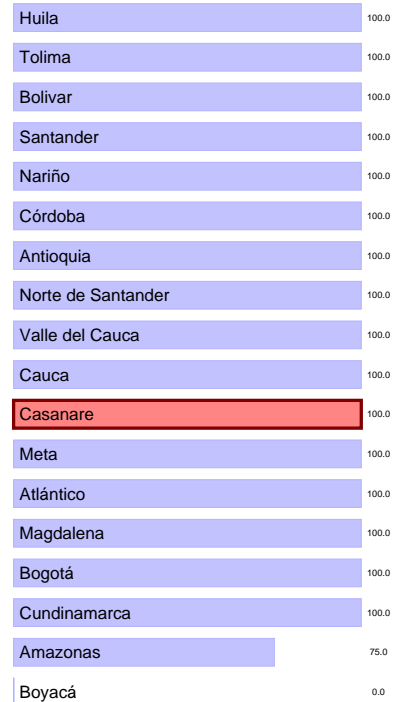 Huila 100.0
Tolima 100.0
Bolivar 100.0
Santander 100.0
Nariño 100.0
Córdoba 100.0
Antioquia 100.0
Norte de Santander 100.0
Valle del Cauca 100.0
Cauca 100.0
Casanare 100.0
Meta 100.0
Atlántico 100.0
Magdalena 100.0
Bogotá 100.0
Cundinamarca 100.0
Amazonas 75.0
Boyacá 0.0